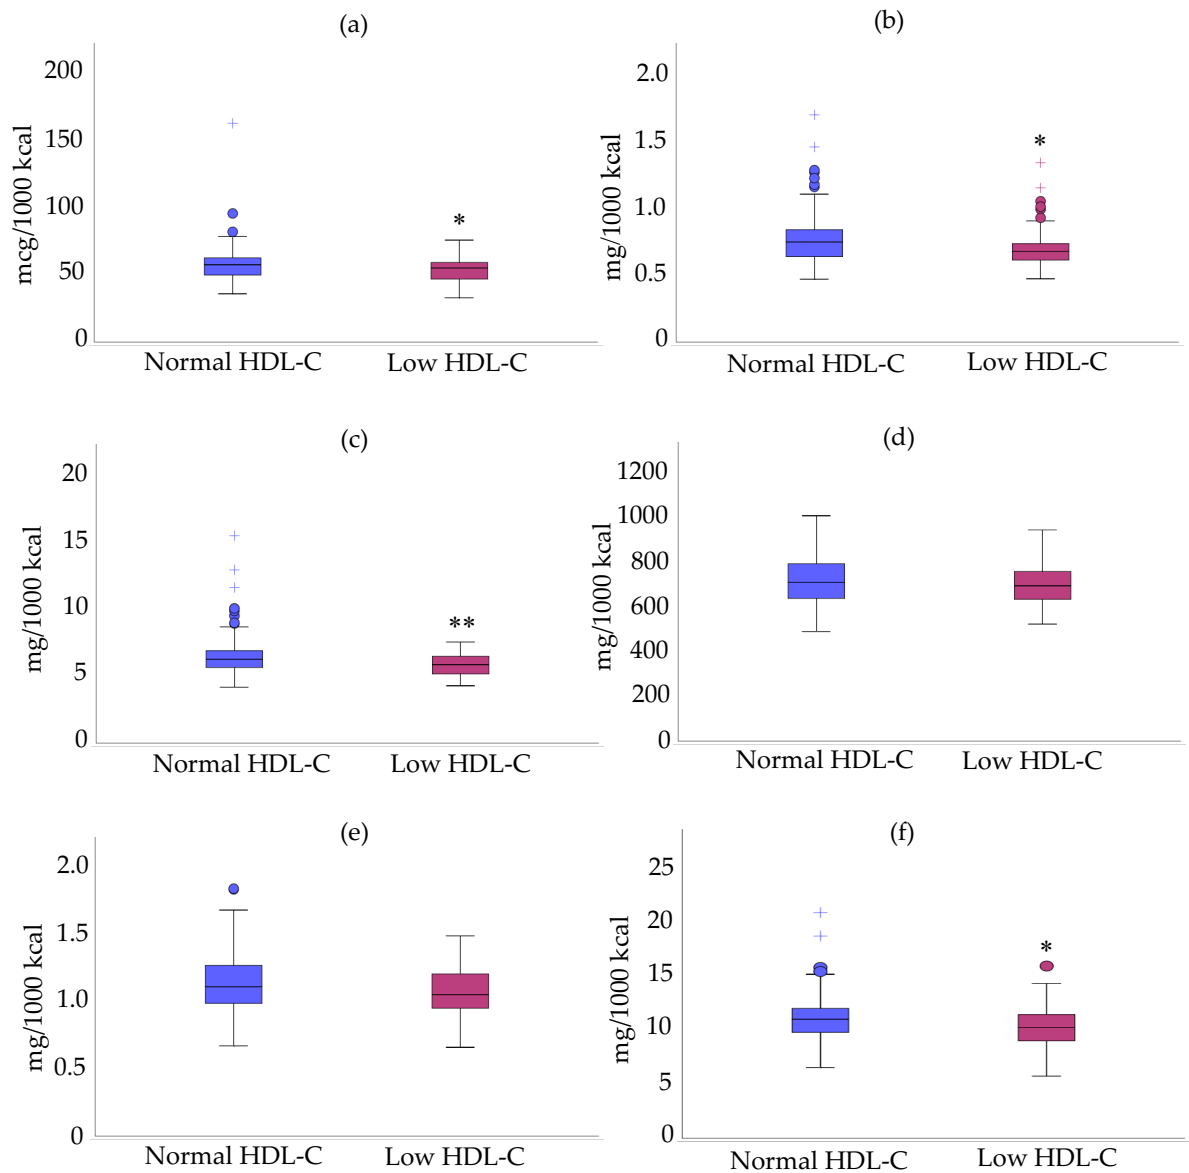 (a)
mcg/1000 kcal
200
150
100
50
0
*
Normal HDL-C
Low HDL-C
(b)
mg/1000 kcal
2.0
1.5
1.0
0.5
0
*
Normal HDL-C
Low HDL-C
(c)
mg/1000 kcal
20
15
10
5
0
**
Normal HDL-C
Low HDL-C
(d)
mg/1000 kcal
1200
1000
800
600
400
200
0
Normal HDL-C
Low HDL-C
(e)
mg/1000 kcal
2.0
1.5
1.0
0.5
0
Normal HDL-C
Low HDL-C
(f)
mg/1000 kcal
25
20
15
10
5
0
*
Normal HDL-C
Low HDL-C